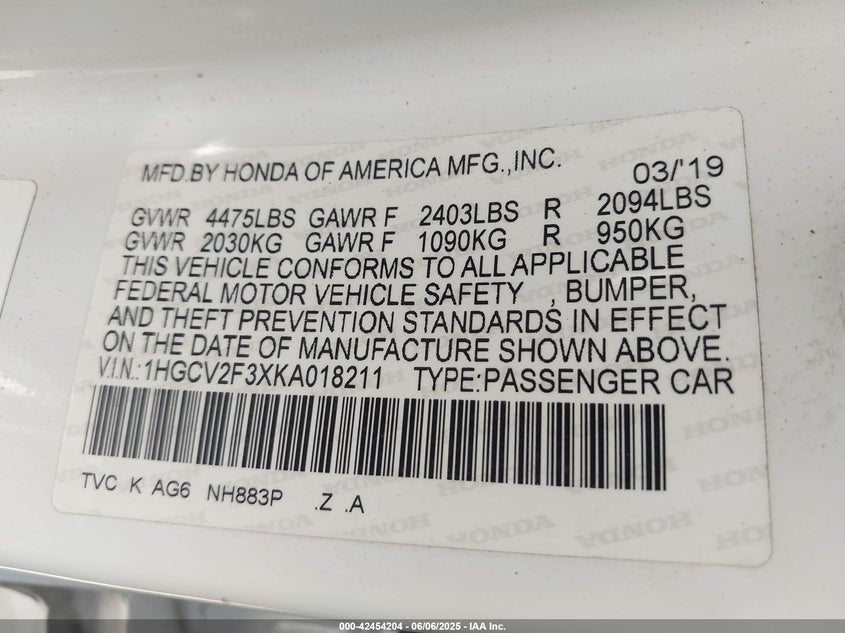 MFD.BY HONDA OF AMERICA MFG.,INC. 03/'19
GVWR 4475LBS GAWR F 2403LBS R 2094LBS
GVWR 2030KG GAWR F 1090KG R 950KG
THIS VEHICLE CONFORMS TO ALL APPLICABLE
FEDERAL MOTOR VEHICLE SAFETY , BUMPER,
AND THEFT PREVENTION STANDARDS IN EFFECT
ON THE DATE OF MANUFACTURE SHOWN ABOVE.
V.I.N.:1HGCV2F3XKA018211 TYPE:PASSENGER CAR
TVC K AG6 NH883P .Z .A
000-42454204 - 06/06/2025 - IAA Inc.